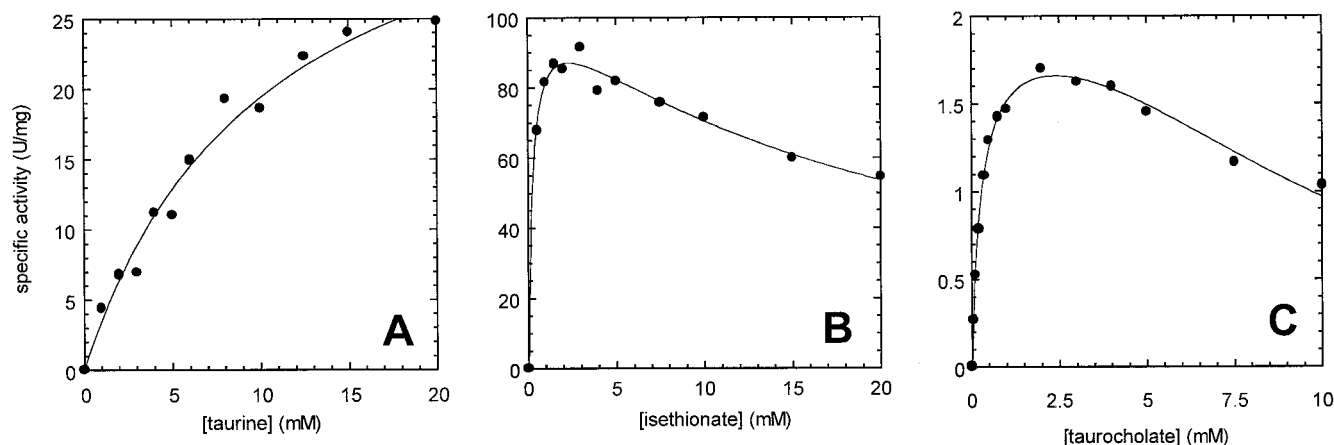 specific activity (U/mg)
25
20
15
10
5
0
0 5 10 15 20
[taurine] (mM)
A
100
80
60
40
20
0
0 5 10 15 20
[isethionate] (mM)
B
2
1.5
1
0.5
0
0 2.5 5 7.5 10
[taurocholate] (mM)
C